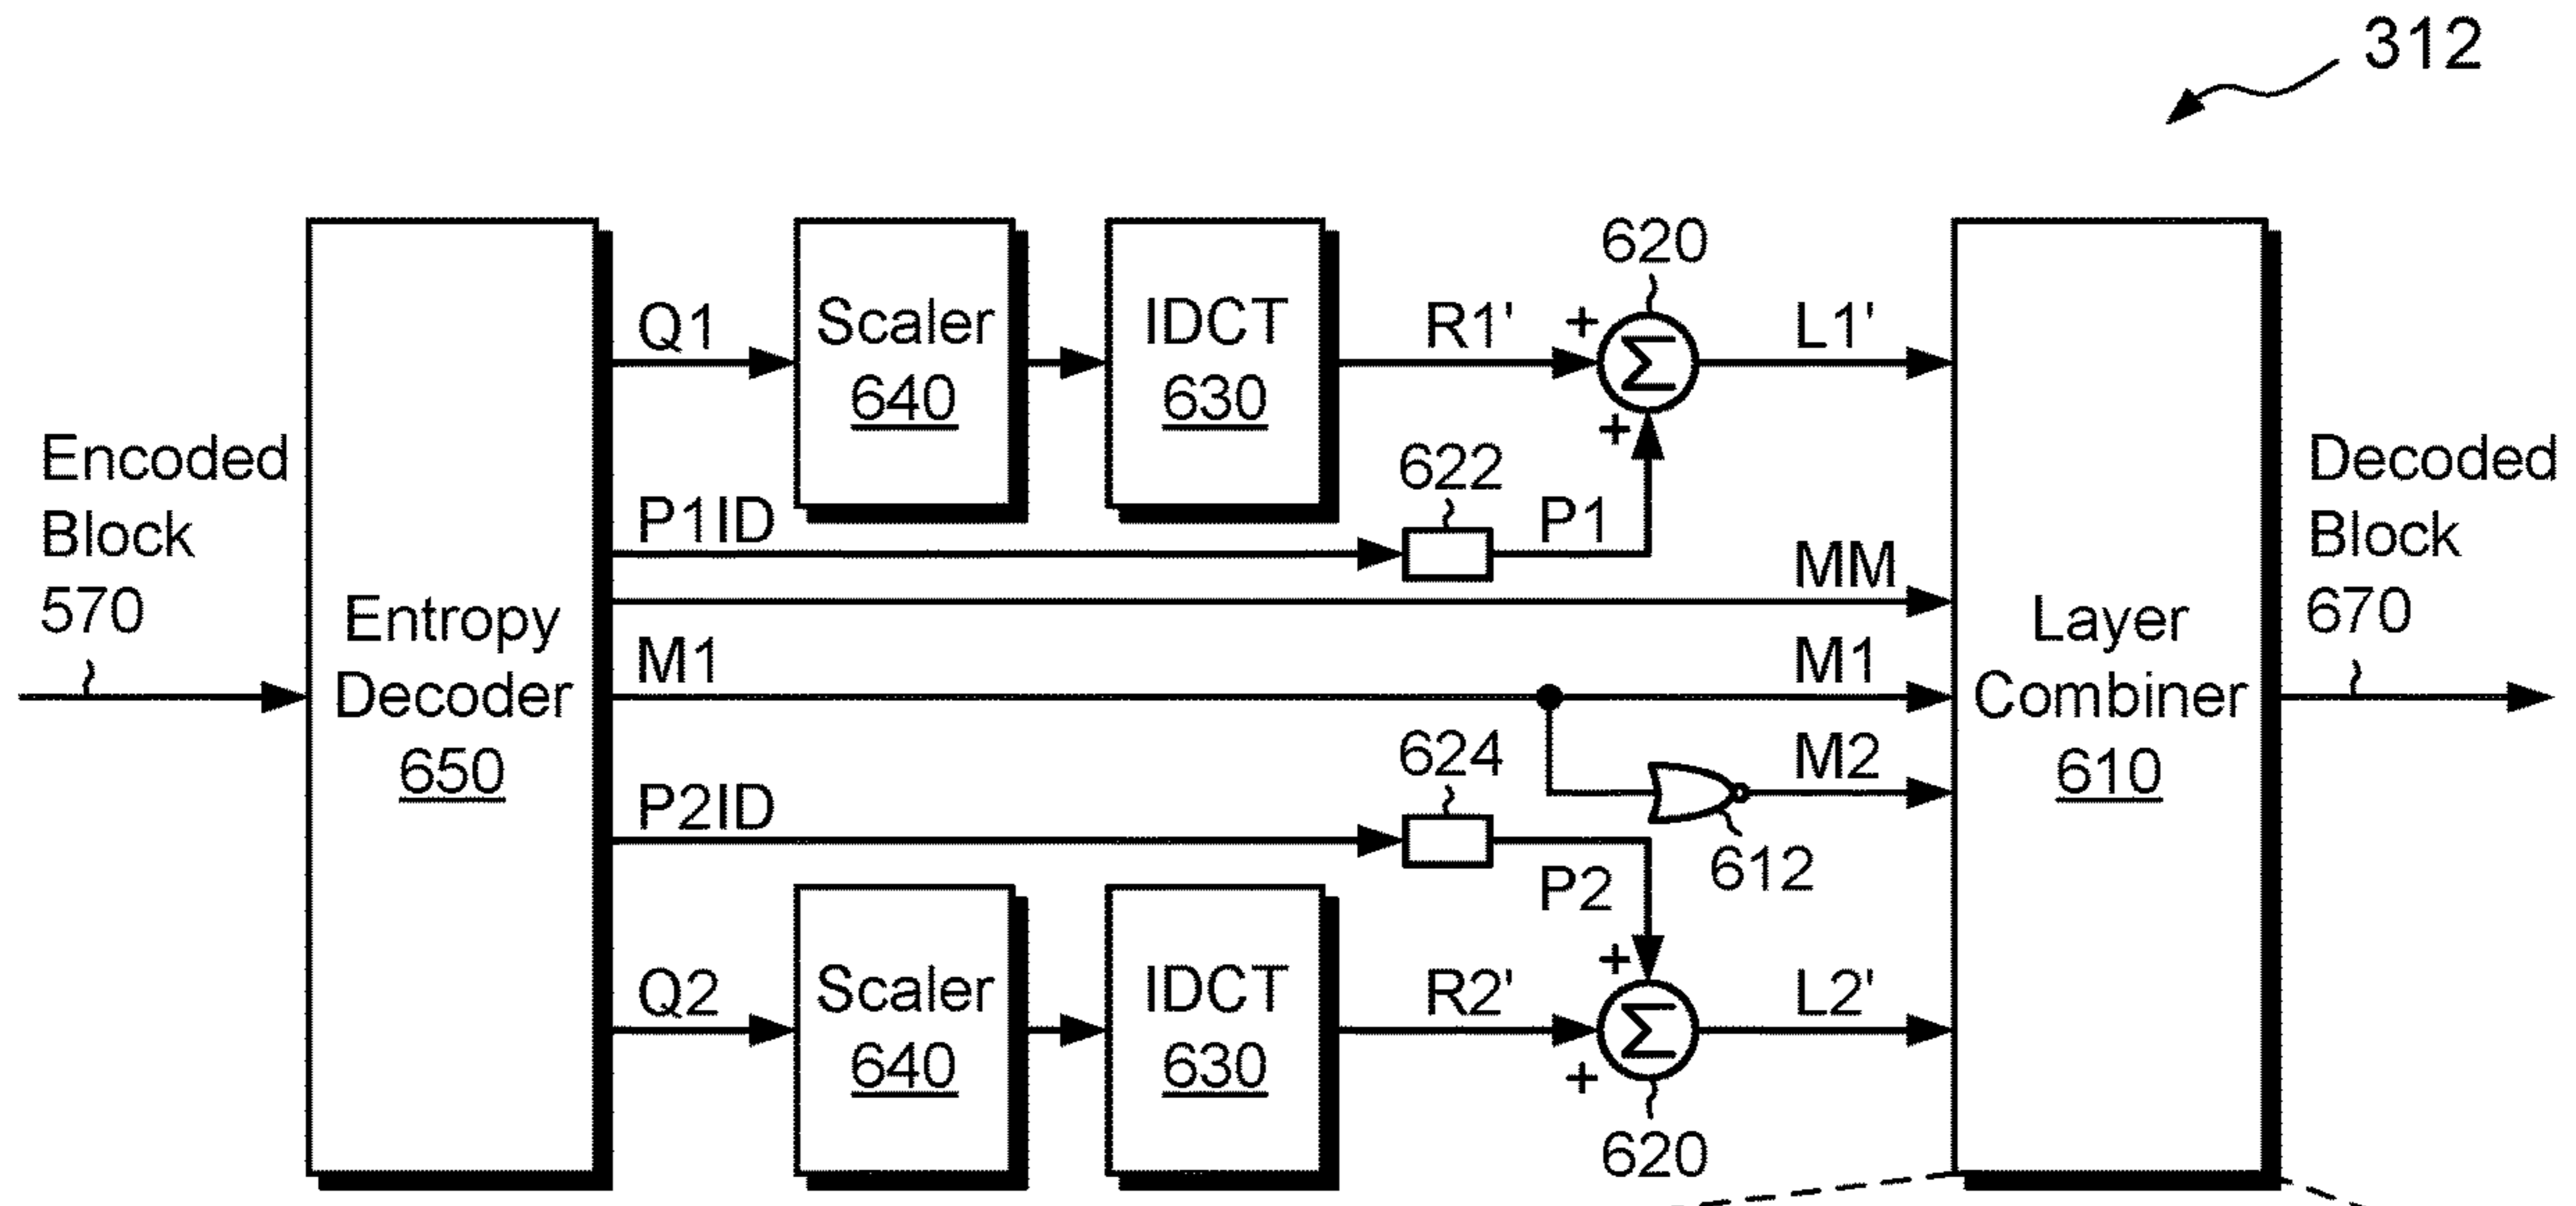 312
620
Q1
Scaler
640
IDCT
630
R1'
+
Σ
L1'
+
Encoded
Block
570
P1ID
622
P1
MM
Decoded
Block
670
Entropy
Decoder
650
M1
M1
Layer
Combiner
610
M2
612
P2ID
624
P2
+
Q2
Scaler
640
IDCT
630
R2'
Σ
+
L2'
620